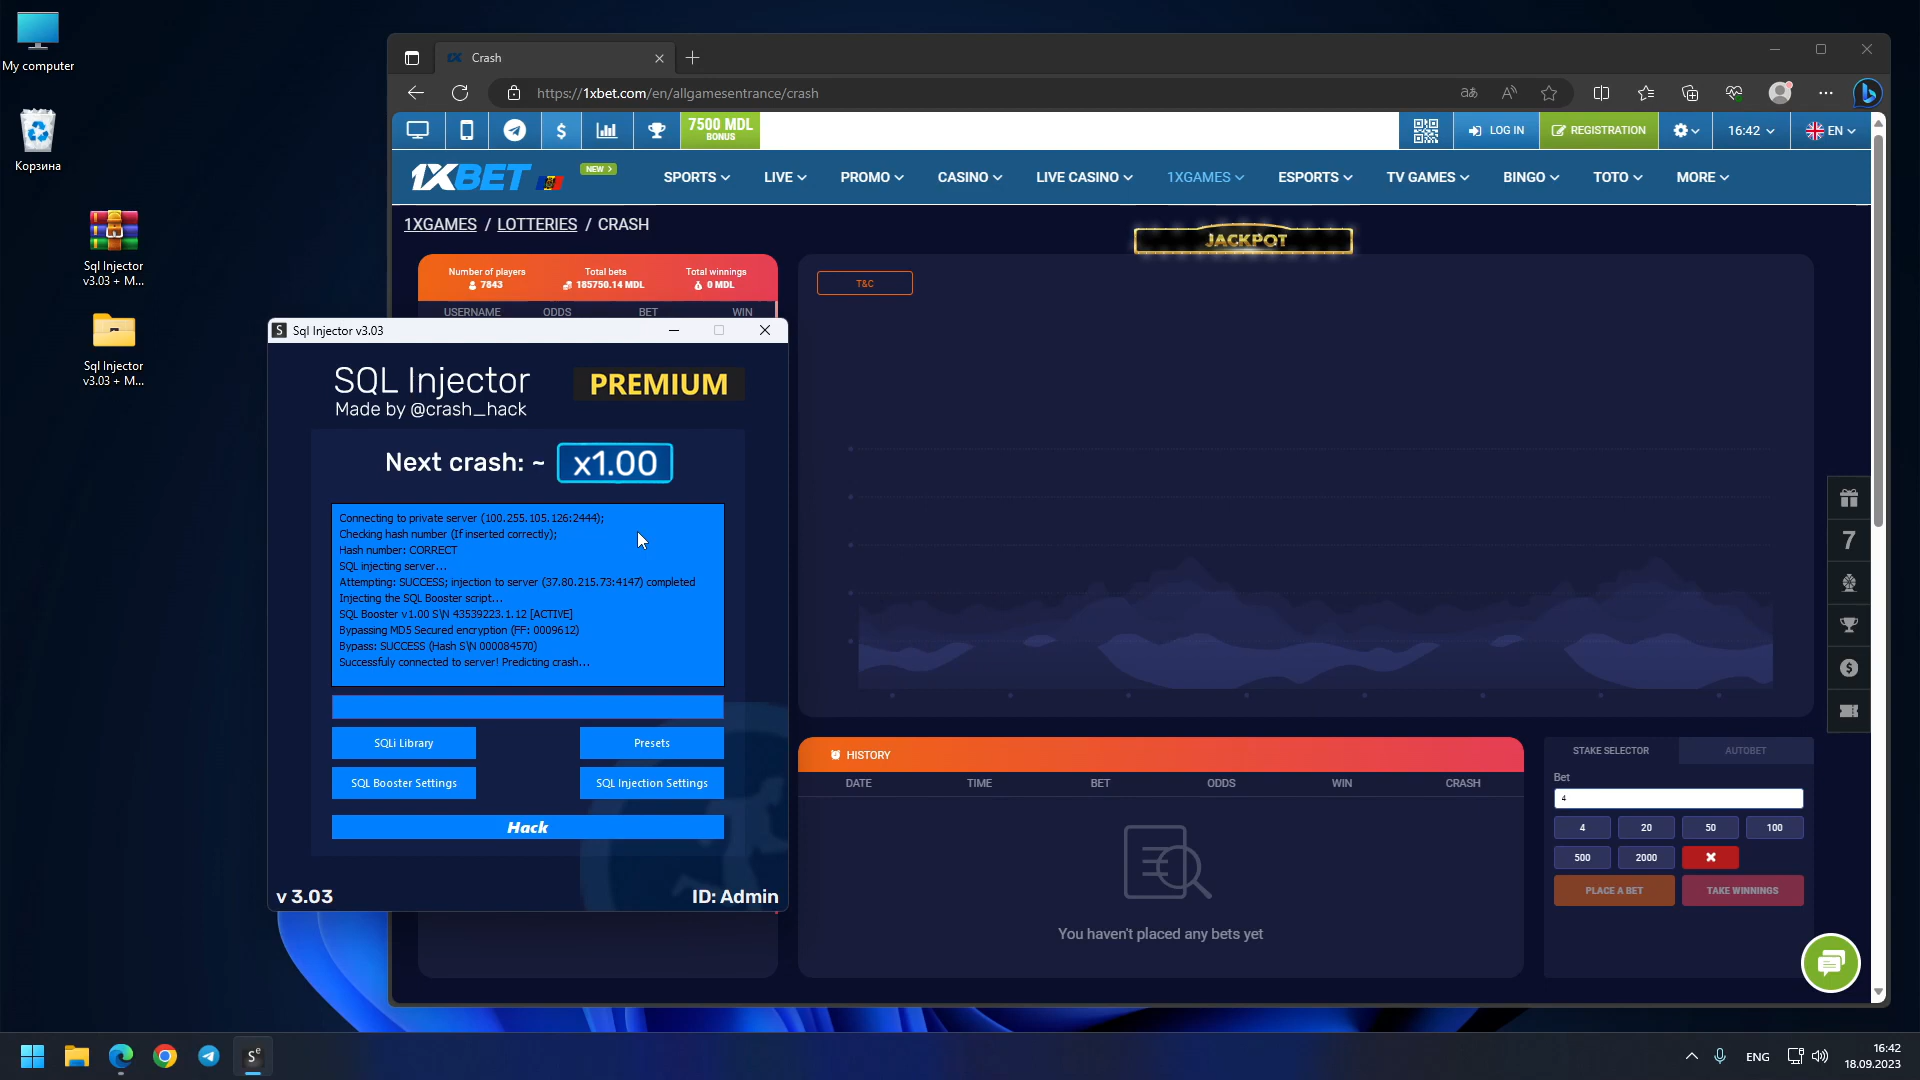 My computer
Корзина
Sql Injector
v3.03 + M...
Sql Injector
v3.03 + M...
Crash
https://1xbet.com/en/allgamesentrance/crash
7500 MDL
BONUS
LOG IN
REGISTRATION
16:42
EN
1XBET
NEW >
SPORTS
LIVE
PROMO
CASINO
LIVE CASINO
1XGAMES
ESPORTS
TV GAMES
BINGO
TOTO
MORE
1XGAMES / LOTTERIES / CRASH
JACKPOT
Number of players
7843
Total bets
185750.14 MDL
Total winnings
0 MDL
USERNAME
ODDS
BET
WIN
T&C
Sql Injector v3.03
SQL Injector
PREMIUM
Made by @crash_hack
Next crash: ~ x1.00
Connecting to private server (100.255.105.126:2444);
Checking hash number (If inserted correctly);
Hash number: CORRECT
SQL injecting server...
Attempting: SUCCESS; injection to server (37.80.215.73:4147) completed
Injecting the SQL Booster script...
SQL Booster v1.00 S\N 43539223.1.12 [ACTIVE]
Bypassing MD5 Secured encryption (FF: 0009612)
Bypass: SUCCESS (Hash S\N 000084570)
Successfuly connected to server! Predicting crash...
SQLi Library
Presets
SQL Booster Settings
SQL Injection Settings
Hack
v 3.03
ID: Admin
HISTORY
DATE
TIME
BET
ODDS
WIN
CRASH
You haven't placed any bets yet
STAKE SELECTOR
AUTOBET
Bet
4
4
20
50
100
500
2000
PLACE A BET
TAKE WINNINGS
7
ENG
16:42
18.09.2023